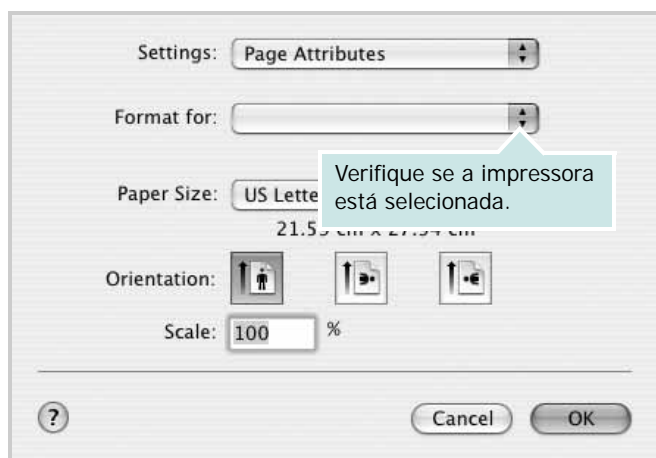 Settings: Page Attributes
Format for:
Verifique se a impressora
está selecionada.
Paper Size: US Lette
Orientation:
Scale: 100 %
? Cancel OK